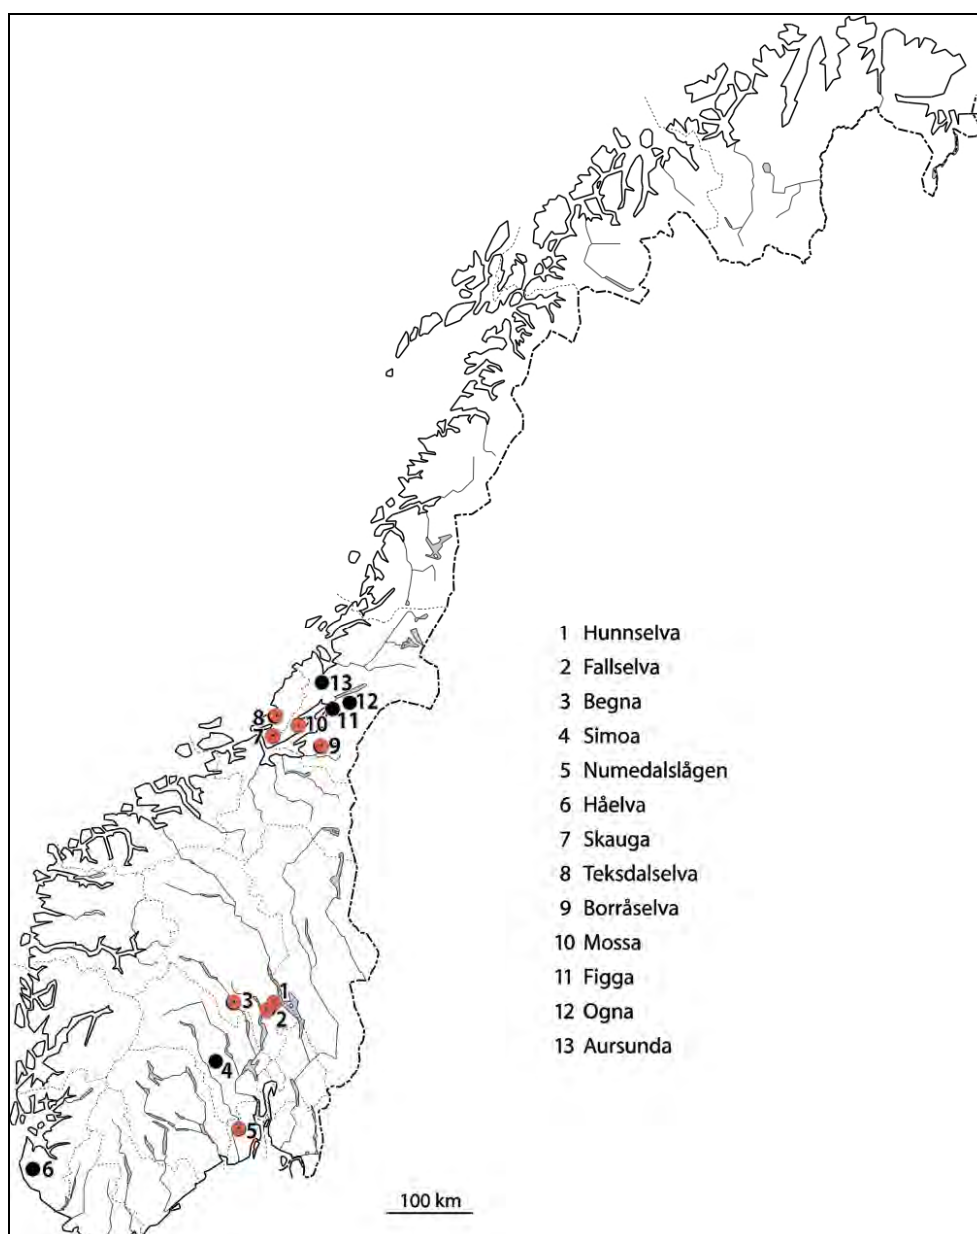 1 Hunnselva
2 Fallselva
3 Begna
4 Simoa
5 Numedalslågen
6 Håelva
7 Skauga
8 Teksdalselva
9 Borråselva
10 Mossa
11 Figga
12 Ogna
13 Aursunda
13
12
8
10
11
7
9
1
3
2
4
5
6
100 km